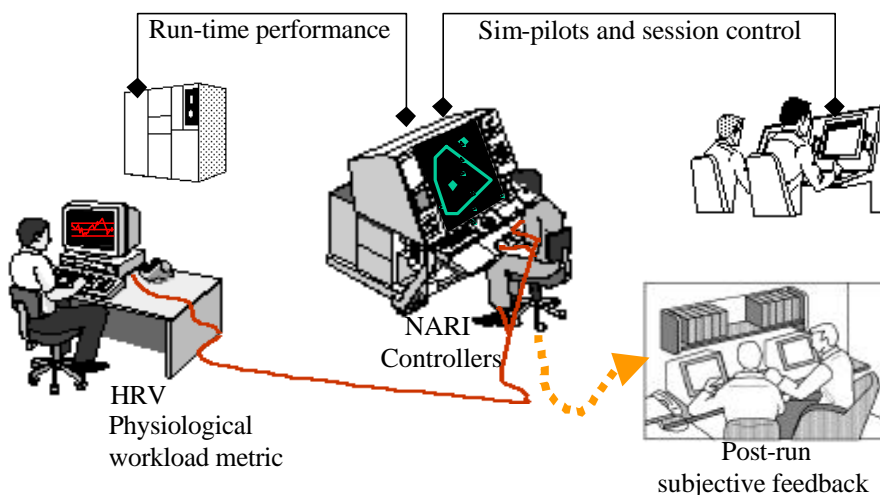 Run-time performance
Sim-pilots and session control
NARI
Controllers
HRV
Physiological
workload metric
Post-run
subjective feedback